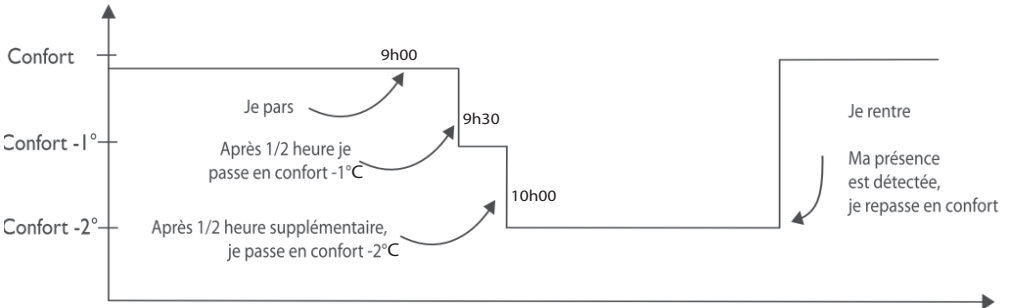 Confort
9h00
Je pars
9h30
Confort -1°
Après 1/2 heure je
passe en confort -1°C
10h00
Confort -2°
Après 1/2 heure supplémentaire,
je passe en confort -2°C
Je rentre
Ma présence
est détectée,
je repasse en confort